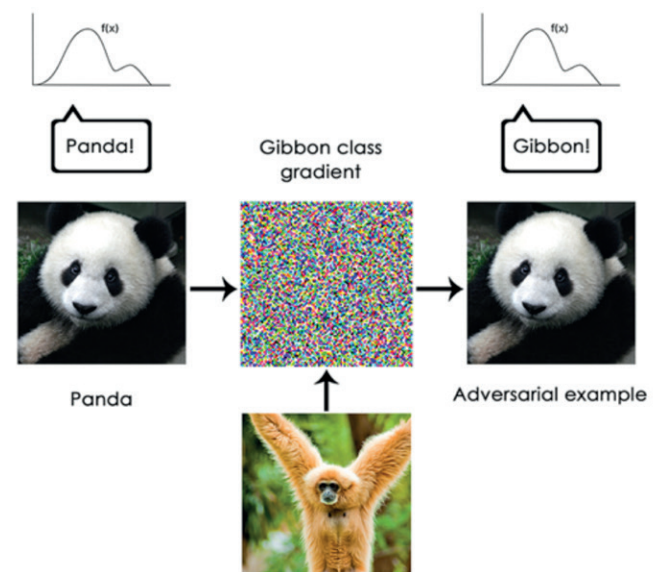 f(x)
f(x)
Panda!
Gibbon!
Gibbon class
gradient
Panda
Adversarial example